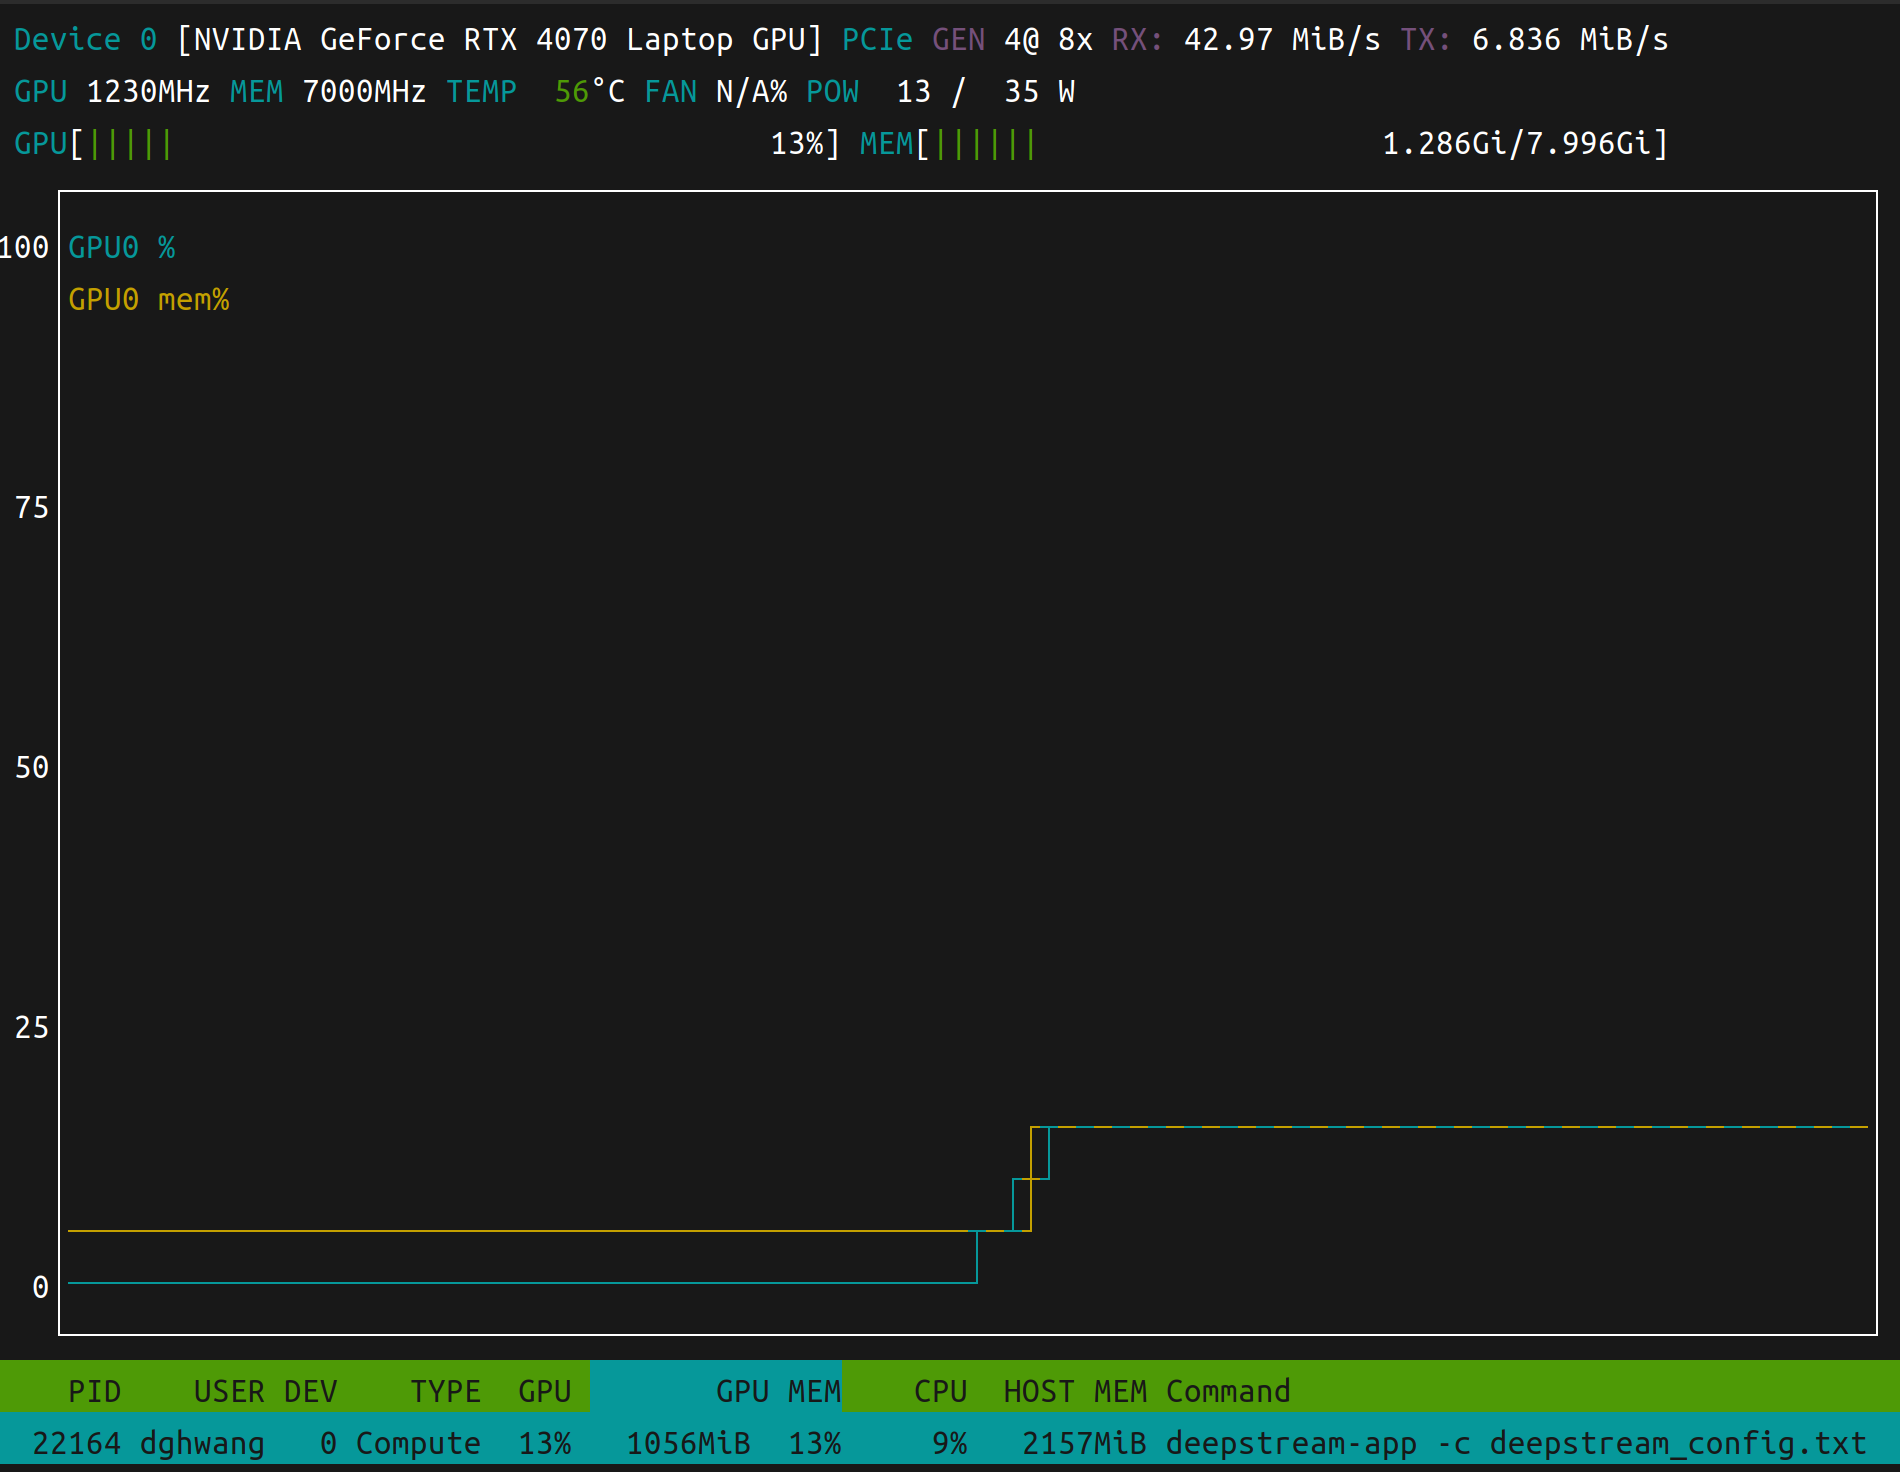 Device 0 [NVIDIA GeForce RTX 4070 Laptop GPU] PCIe GEN 4@ 8x RX: 42.97 MiB/s TX: 6.836 MiB/s
GPU 1230MHz MEM 7000MHz TEMP  56°C FAN N/A% POW  13 /  35 W
GPU[|||||                                 13%] MEM[||||||                   1.286Gi/7.996Gi]
100 GPU0 %
GPU0 mem%
75
50
25
0
PID    USER DEV    TYPE  GPU        GPU MEM    CPU  HOST MEM Command
22164 dghwang   0 Compute  13%   1056MiB  13%     9%   2157MiB deepstream-app -c deepstream_config.txt